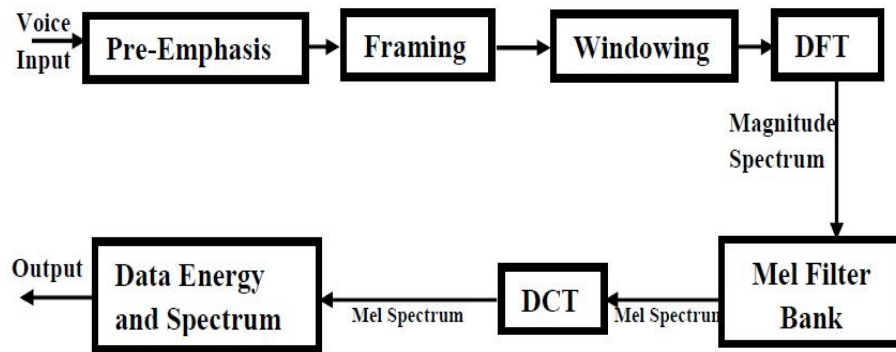 Voice
Input
Pre-Emphasis
Framing
Windowing
DFT
Magnitude
Spectrum
Mel Filter
Bank
Mel Spectrum
DCT
Mel Spectrum
Data Energy
and Spectrum
Output